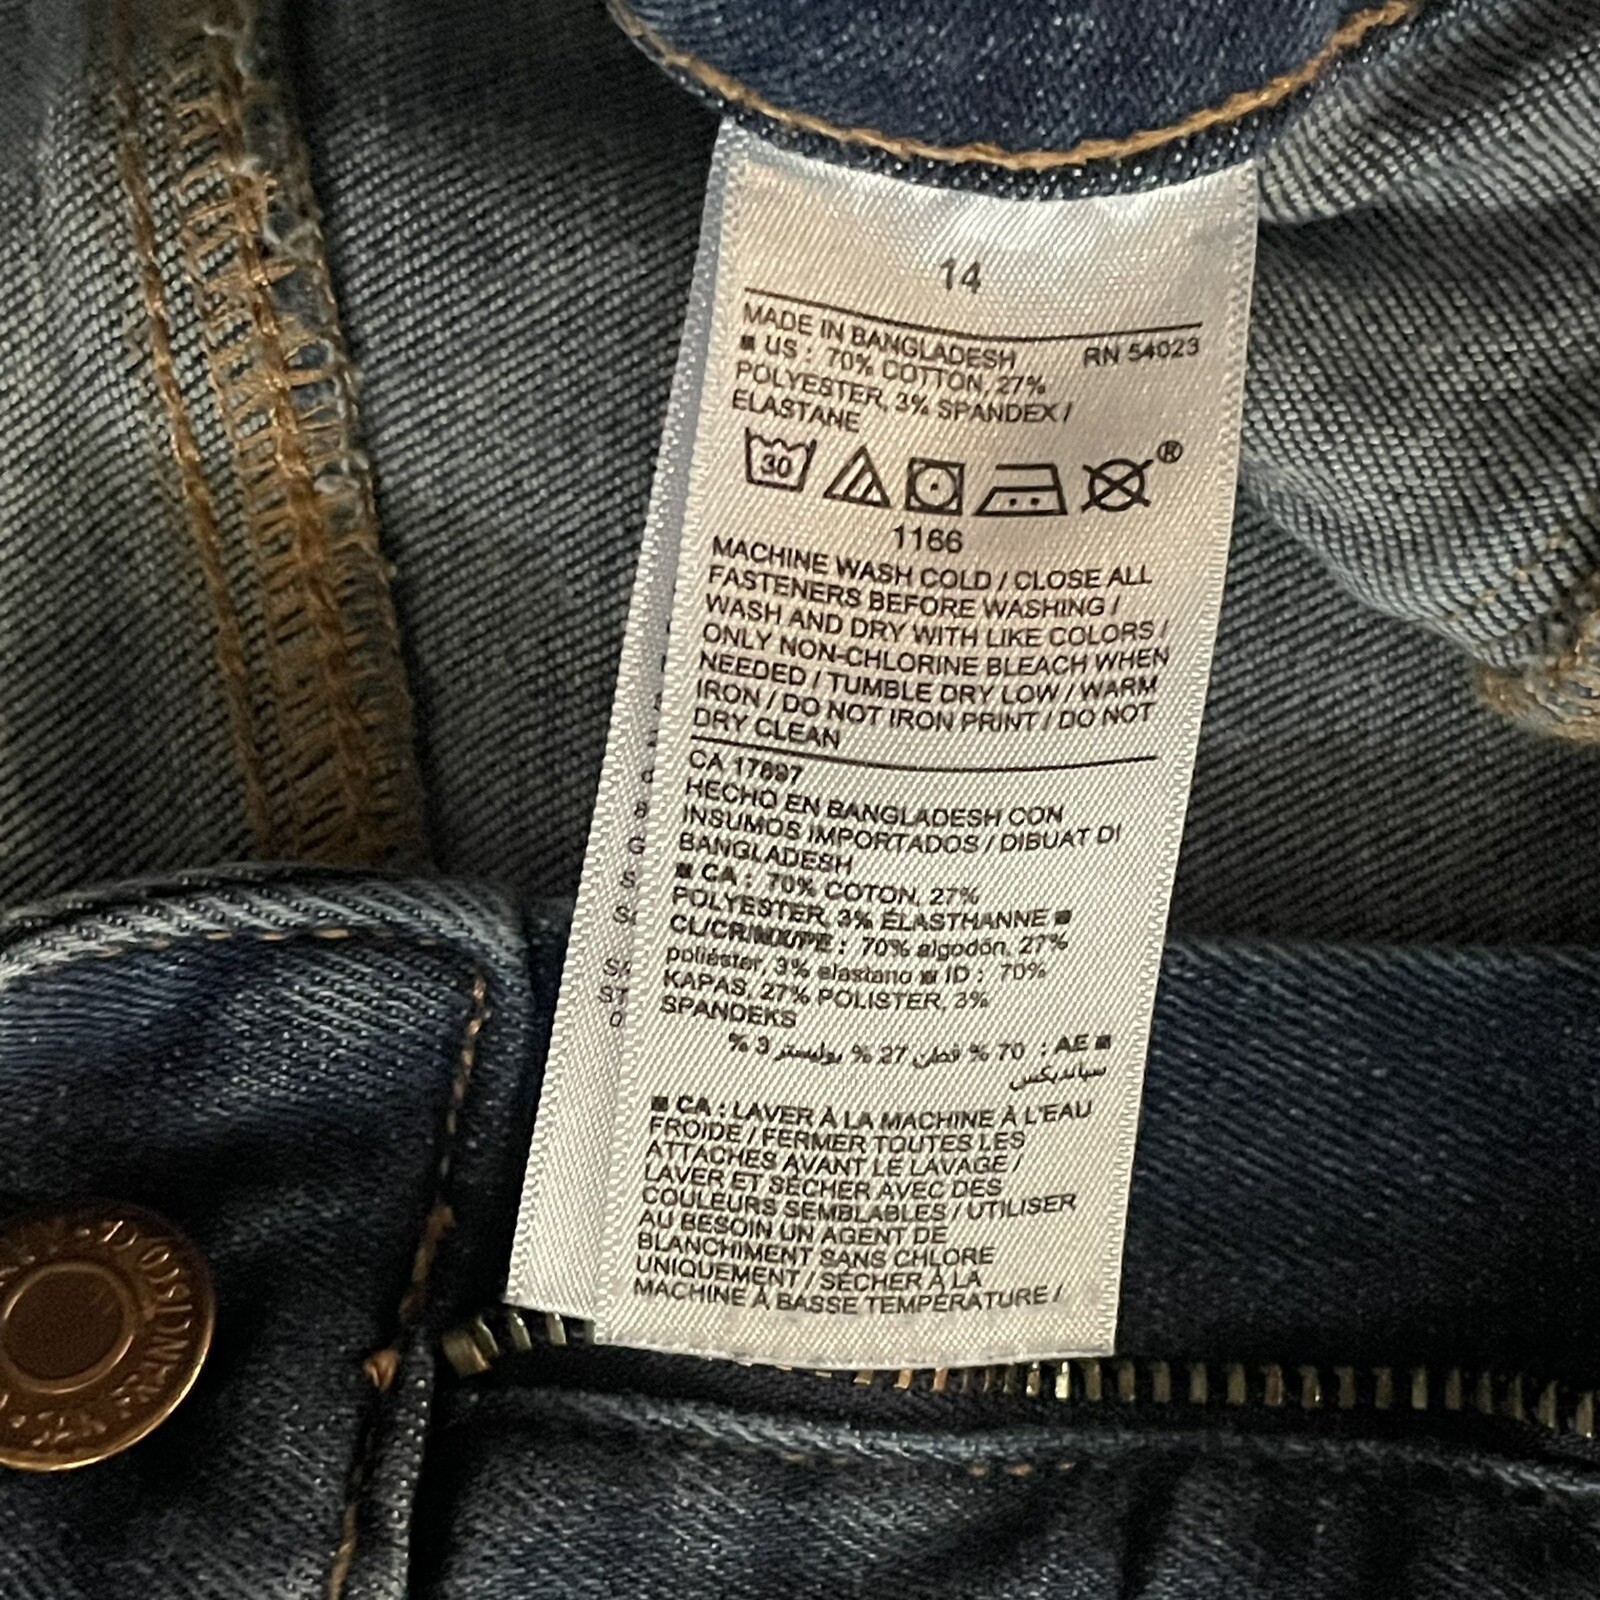 14
MADE IN BANGLADESH RN 54023
■ US : 70% COTTON, 27%
POLYESTER, 3% SPANDEX /
ELASTANE
30
®
1166
MACHINE WASH COLD / CLOSE ALL
FASTENERS BEFORE WASHING /
WASH AND DRY WITH LIKE COLORS /
ONLY NON-CHLORINE BLEACH WHEN
NEEDED / TUMBLE DRY LOW / WARM
IRON / DO NOT IRON PRINT / DO NOT
DRY CLEAN
CA 17897
HECHO EN BANGLADESH CON
INSUMOS IMPORTADOS / DIBUAT DI
BANGLADESH
■ CA : 70% COTON, 27%
POLYESTER, 3% ÉLASTHANNE ■
70% algodón, 27%
poliéster, 3% elastano ■ ID : 70%
KAPAS, 27% POLISTER, 3%
SPANDEKS
■ AE : 70 % قطن 27 % بوليستر 3 %
سبانديكس
■ CA : LAVER À LA MACHINE À L'EAU
FROIDE / FERMER TOUTES LES
ATTACHES AVANT LE LAVAGE /
LAVER ET SÉCHER AVEC DES
COULEURS SEMBLABLES / UTILISER
AU BESOIN UN AGENT DE
BLANCHIMENT SANS CHLORE
UNIQUEMENT / SÉCHER À LA
MACHINE À BASSE TEMPÉRATURE /